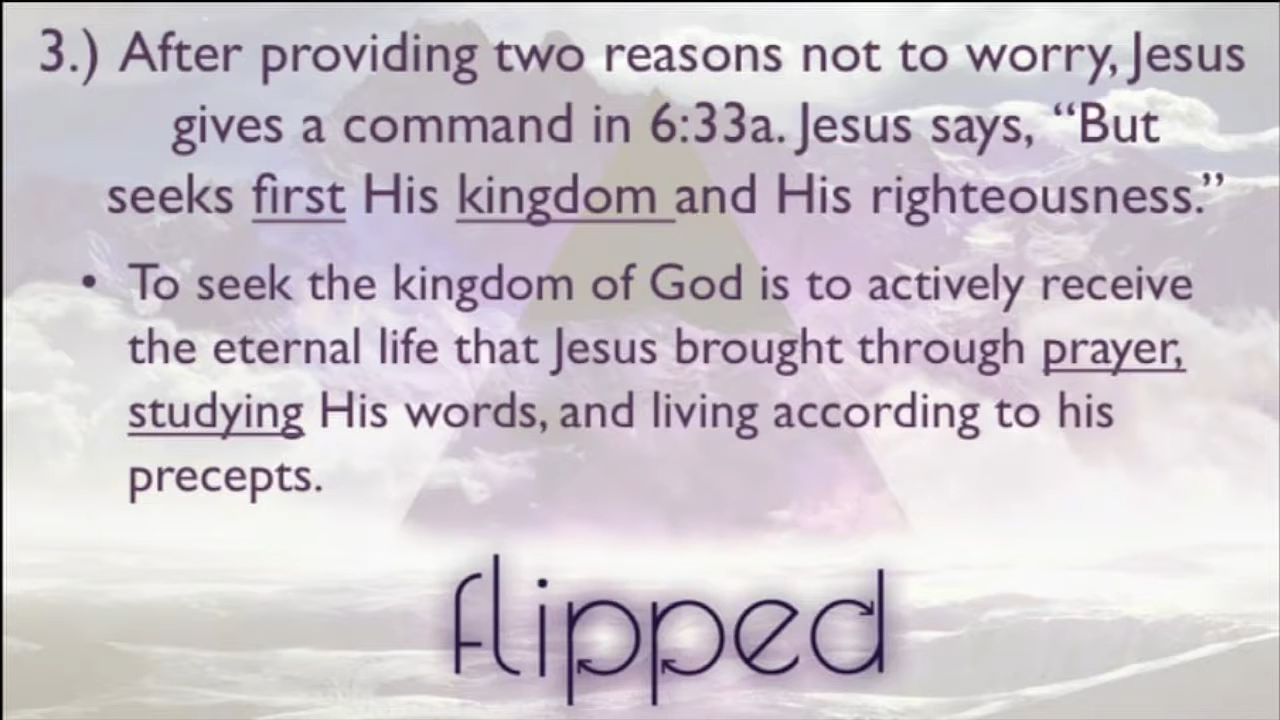 3.) After providing two reasons not to worry, Jesus
gives a command in 6:33a. Jesus says, “But
seeks first His kingdom and His righteousness.”
• To seek the kingdom of God is to actively receive
the eternal life that Jesus brought through prayer,
studying His words, and living according to his
precepts.
flipped